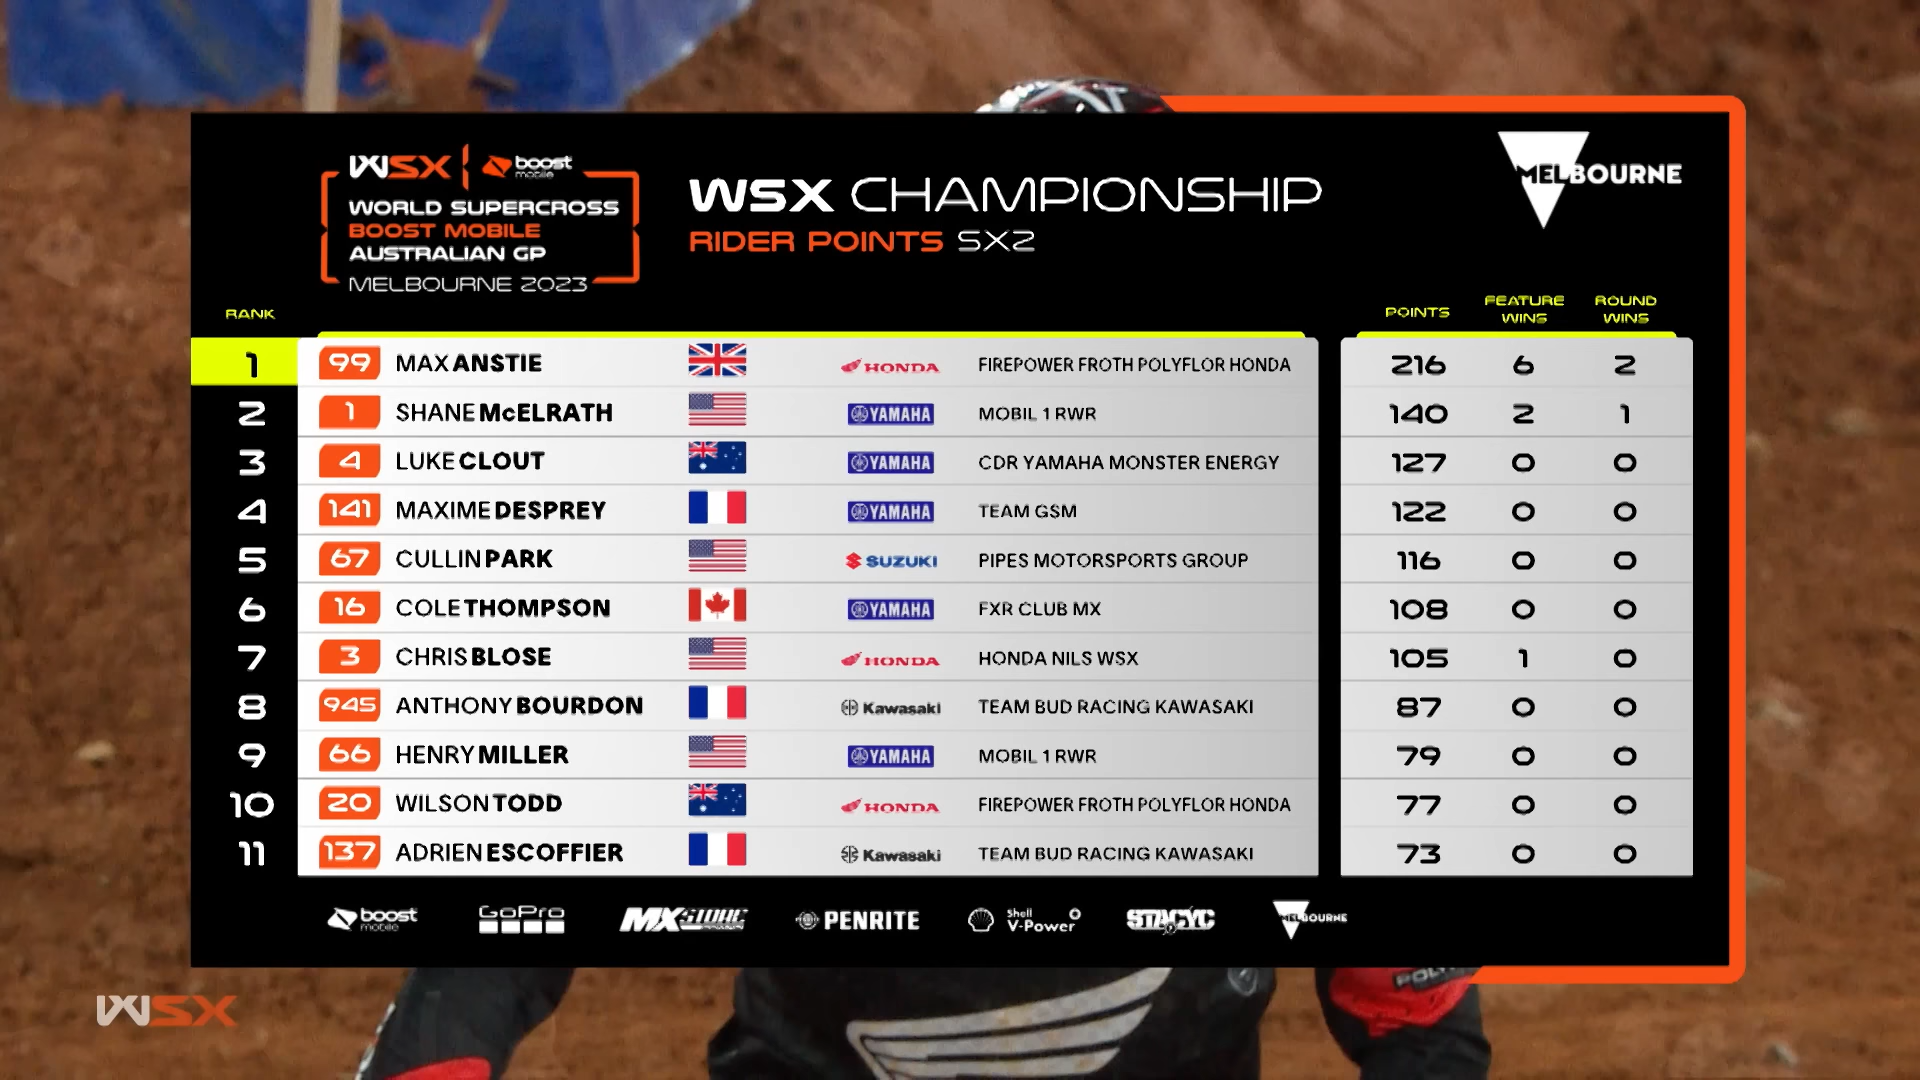 WSX boost mobile
WORLD SUPERCROSS
BOOST MOBILE
AUSTRALIAN GP
MELBOURNE 2023
WSX CHAMPIONSHIP
RIDER POINTS SX2
MELBOURNE
RANK POINTS FEATURE WINS ROUND WINS
1 99 MAX ANSTIE HONDA FIREPOWER FROTH POLYFLOR HONDA 216 6 2
2 1 SHANE McELRATH YAMAHA MOBIL 1 RWR 140 2 1
3 4 LUKE CLOUT YAMAHA CDR YAMAHA MONSTER ENERGY 127 0 0
4 141 MAXIME DESPREY YAMAHA TEAM GSM 122 0 0
5 67 CULLIN PARK SUZUKI PIPES MOTORSPORTS GROUP 116 0 0
6 16 COLE THOMPSON YAMAHA FXR CLUB MX 108 0 0
7 3 CHRIS BLOSE HONDA HONDA NILS WSX 105 1 0
8 945 ANTHONY BOURDON Kawasaki TEAM BUD RACING KAWASAKI 87 0 0
9 66 HENRY MILLER YAMAHA MOBIL 1 RWR 79 0 0
10 20 WILSON TODD HONDA FIREPOWER FROTH POLYFLOR HONDA 77 0 0
11 137 ADRIEN ESCOFFIER Kawasaki TEAM BUD RACING KAWASAKI 73 0 0
boost mobile GoPro MX STORE PENRITE Shell V-Power STACYC MELBOURNE
WSX